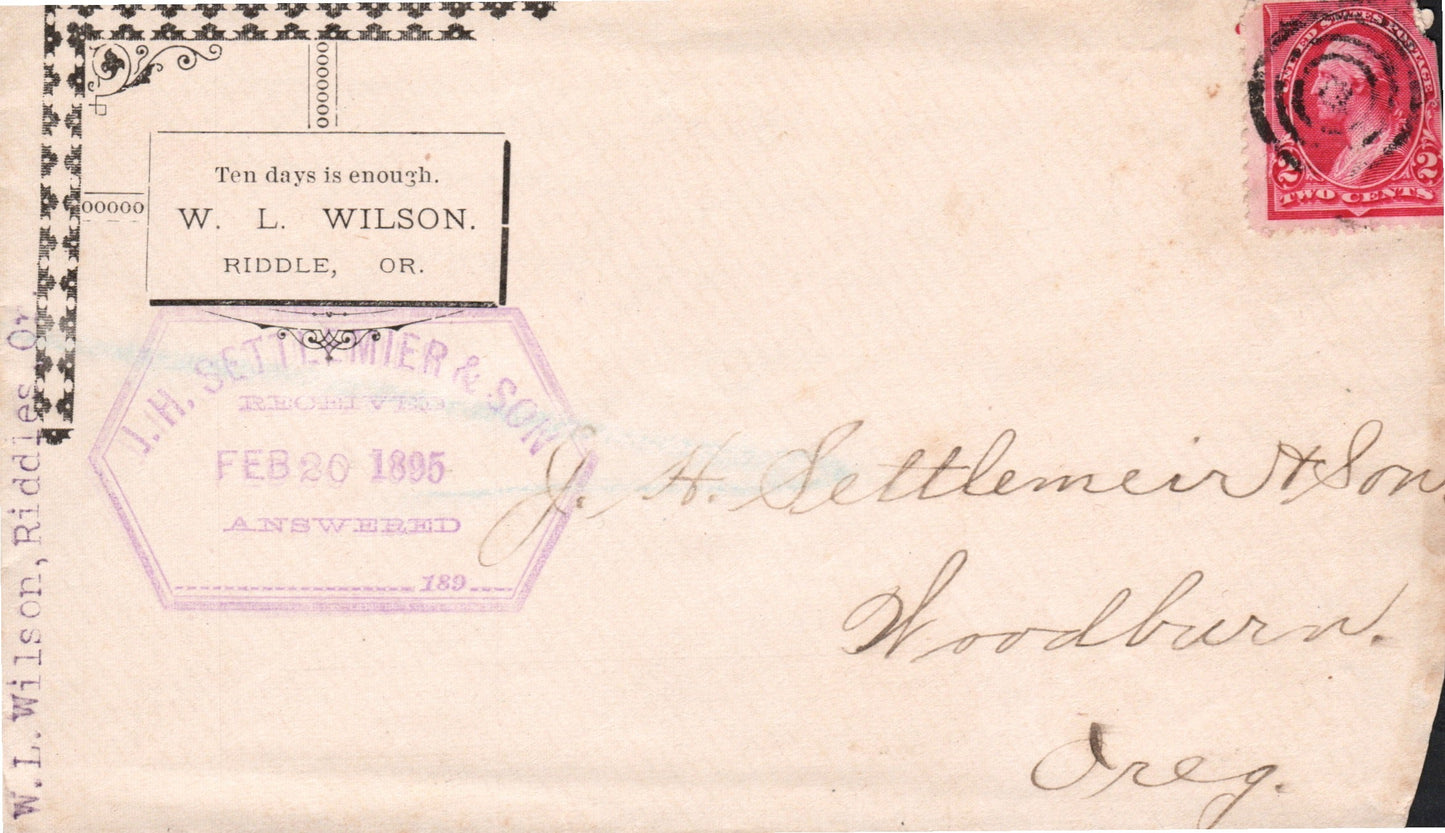 UNITED STATES POSTAGE
2 2
TWO CENTS
Ten days is enough.
W. L. WILSON.
RIDDLE, OR.
J. H. SETTLEMIER & SON
RECEIVED
FEB 20 1895
ANSWERED
189
J. H. Settlemeir & Son
Woodburn.
Oreg.
W. L. Wilson, Riddles Or